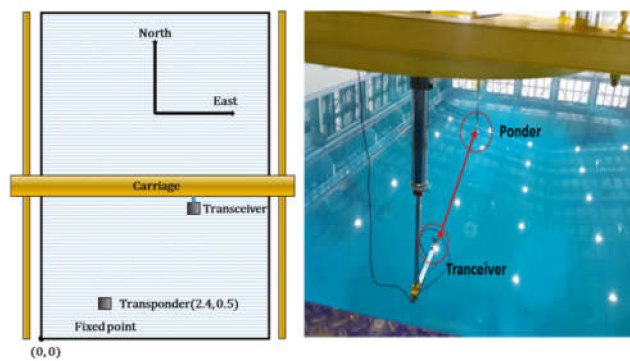 North
East
Carriage
Transceiver
Transponder(2.4, 0.5)
Fixed point
(0, 0)
Ponder
Tranceiver